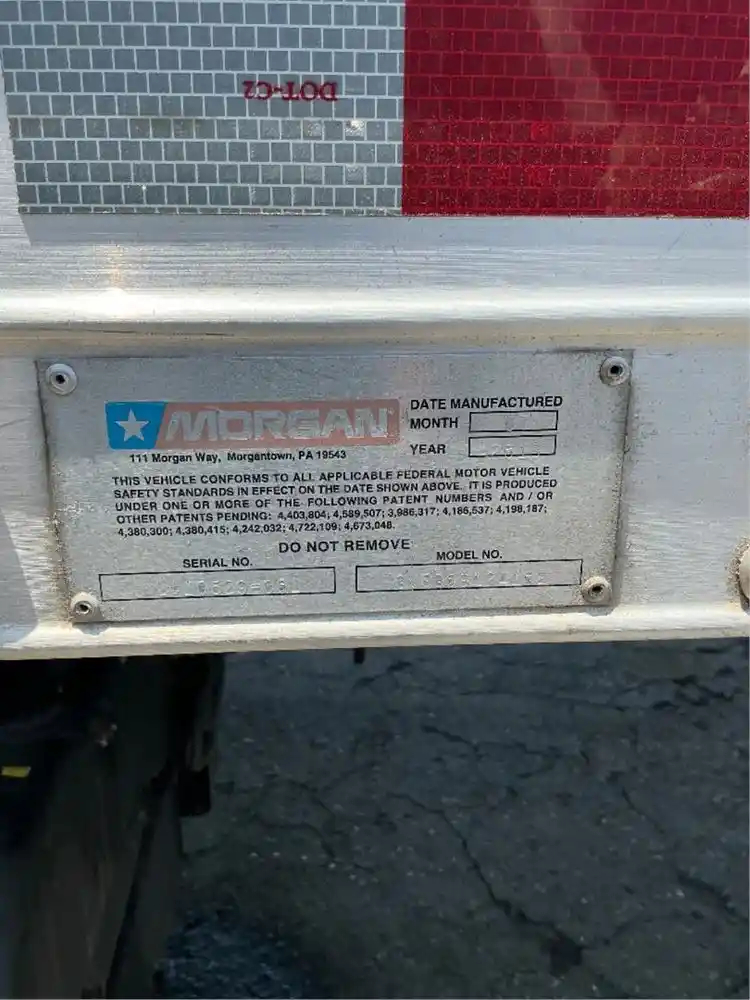 DOT-C2
MORGAN
DATE MANUFACTURED
MONTH
YEAR
111 Morgan Way, Morgantown, PA 19543
THIS VEHICLE CONFORMS TO ALL APPLICABLE FEDERAL MOTOR VEHICLE
SAFETY STANDARDS IN EFFECT ON THE DATE SHOWN ABOVE. IT IS PRODUCED
UNDER ONE OR MORE OF THE FOLLOWING PATENT NUMBERS AND / OR
OTHER PATENTS PENDING: 4,403,804; 4,589,507; 3,986,317; 4,186,537; 4,198,187;
4,380,300; 4,380,415; 4,242,032; 4,722,109; 4,673,048.
DO NOT REMOVE
SERIAL NO.
MODEL NO.